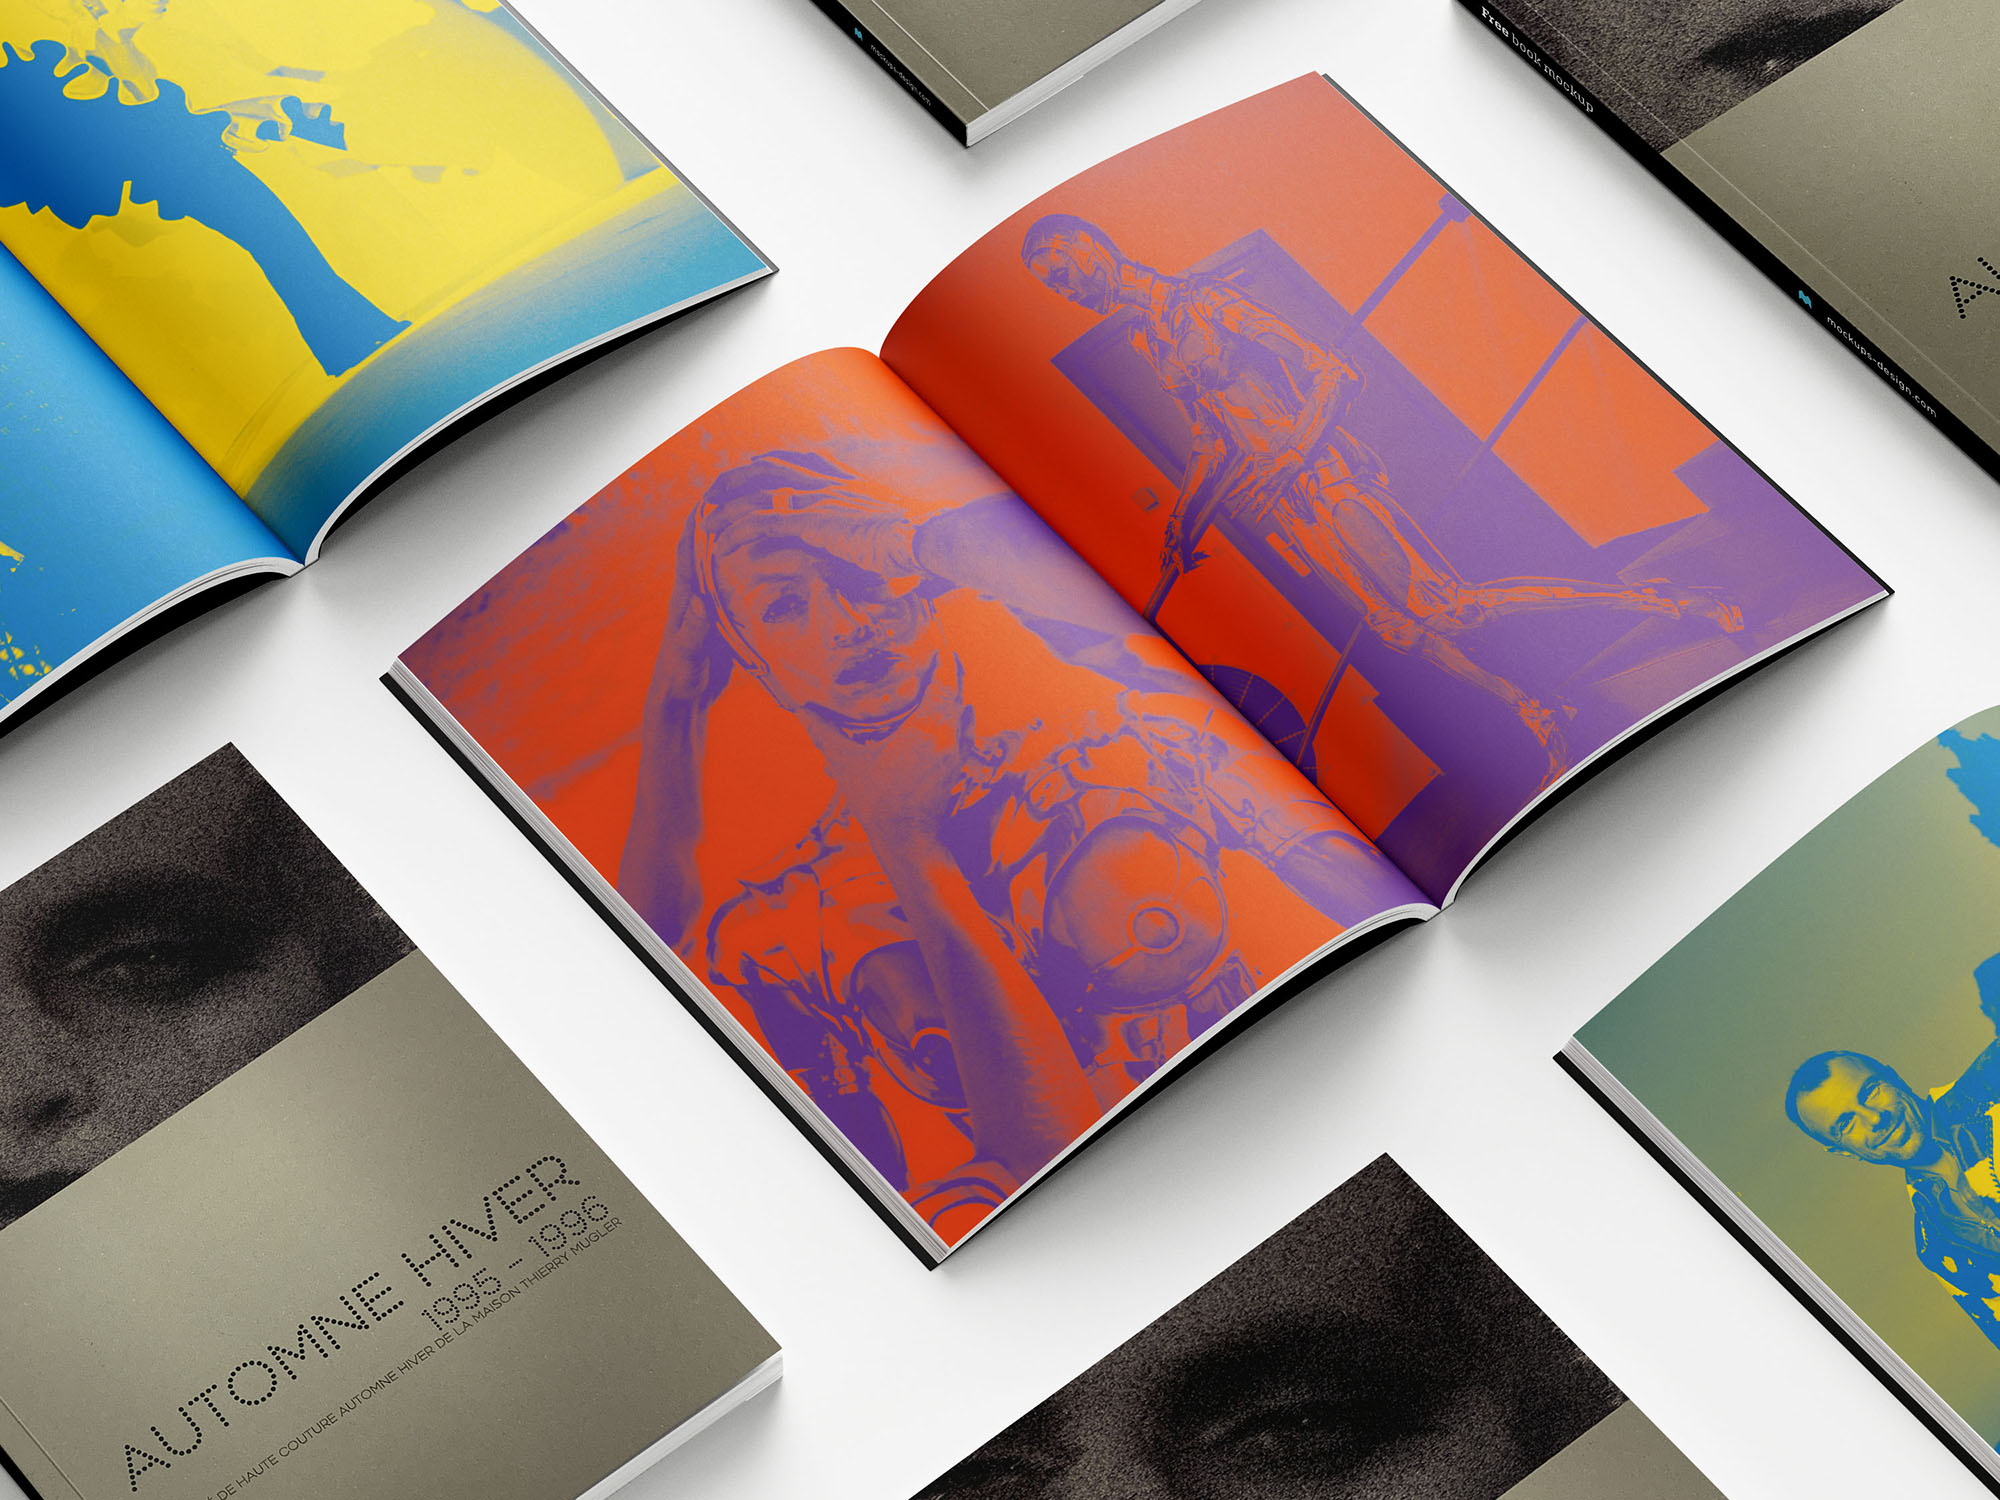 mockups-design.com
Free book mockup
mockups-design.com
AUTOMNE HIVER
1995 - 1996
DE HAUTE COUTURE AUTOMNE HIVER DE LA MAISON THIERRY MUGLER